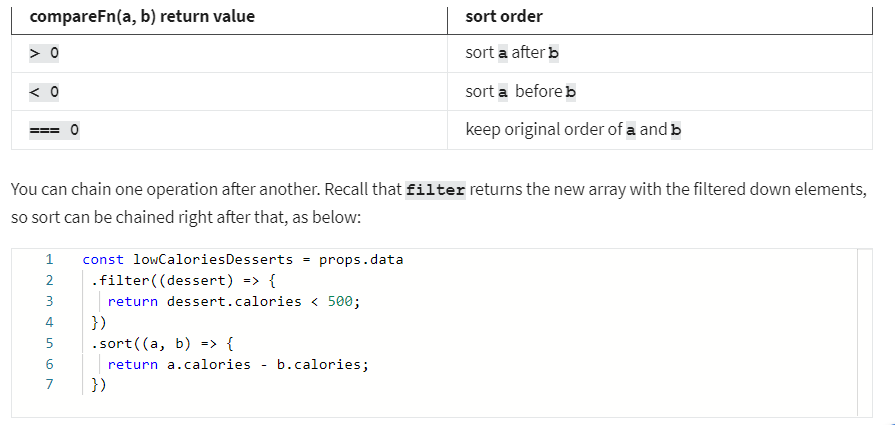 compareFn(a, b) return value sort order
> 0 sort a after b
< 0 sort a before b
=== 0 keep original order of a and b
You can chain one operation after another. Recall that filter returns the new array with the filtered down elements,
so sort can be chained right after that, as below:
1 const lowCaloriesDesserts = props.data
2 .filter((dessert) => {
3 return dessert.calories < 500;
4 })
5 .sort((a, b) => {
6 return a.calories - b.calories;
7 })